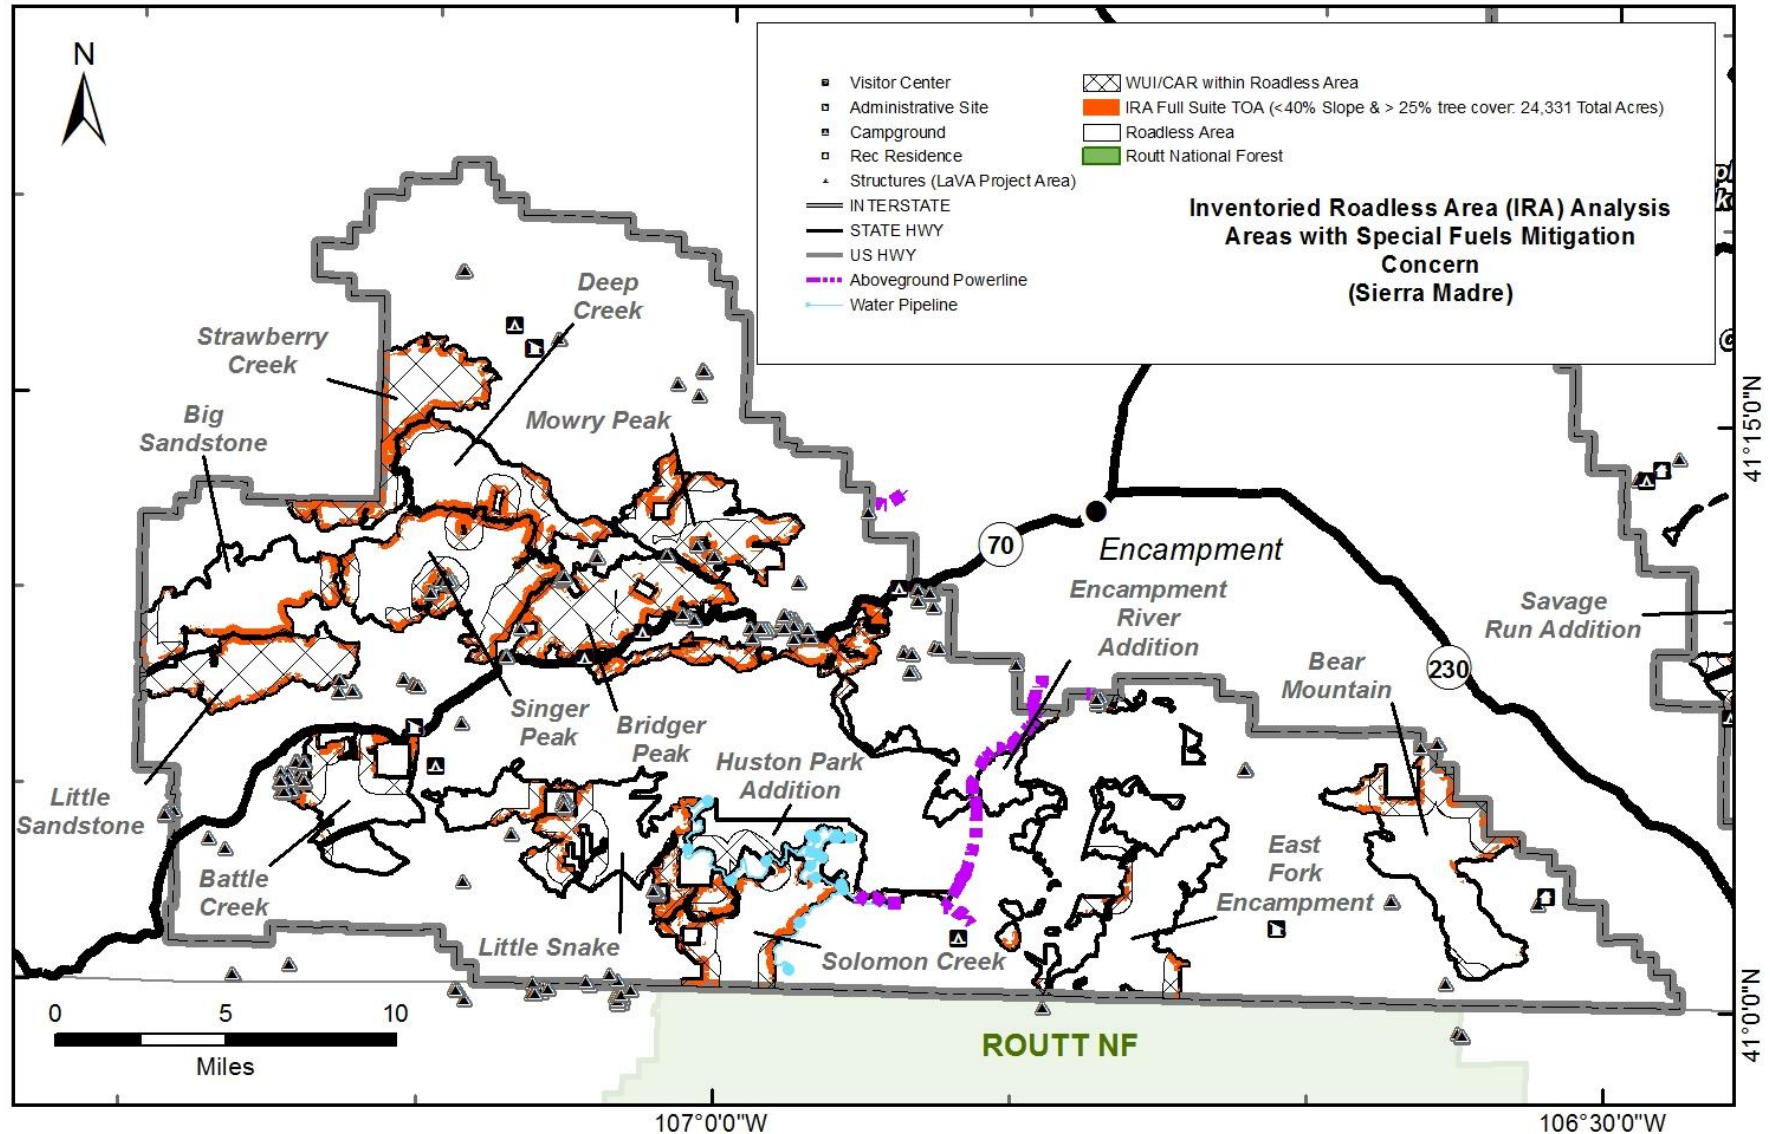 N
Visitor Center
Administrative Site
Campground
Rec Residence
Structures (LaVA Project Area)
INTERSTATE
STATE HWY
US HWY
Aboveground Powerline
Water Pipeline
WUI/CAR within Roadless Area
IRA Full Suite TOA (<40% Slope & > 25% tree cover: 24,331 Total Acres)
Roadless Area
Routt National Forest
Inventoried Roadless Area (IRA) Analysis
Areas with Special Fuels Mitigation
Concern
(Sierra Madre)
Deep
Creek
Strawberry
Creek
Big
Sandstone
Mowry Peak
70
Encampment
Encampment
River
Addition
Savage
Run Addition
Bear
Mountain
230
Singer
Peak
Bridger
Peak
Huston Park
Addition
Little
Sandstone
Battle
Creek
Little Snake
Solomon Creek
East
Fork
Encampment
ROUTT NF
0 5 10
Miles
41°15'0"N
41°0'0"N
107°0'0"W
106°30'0"W